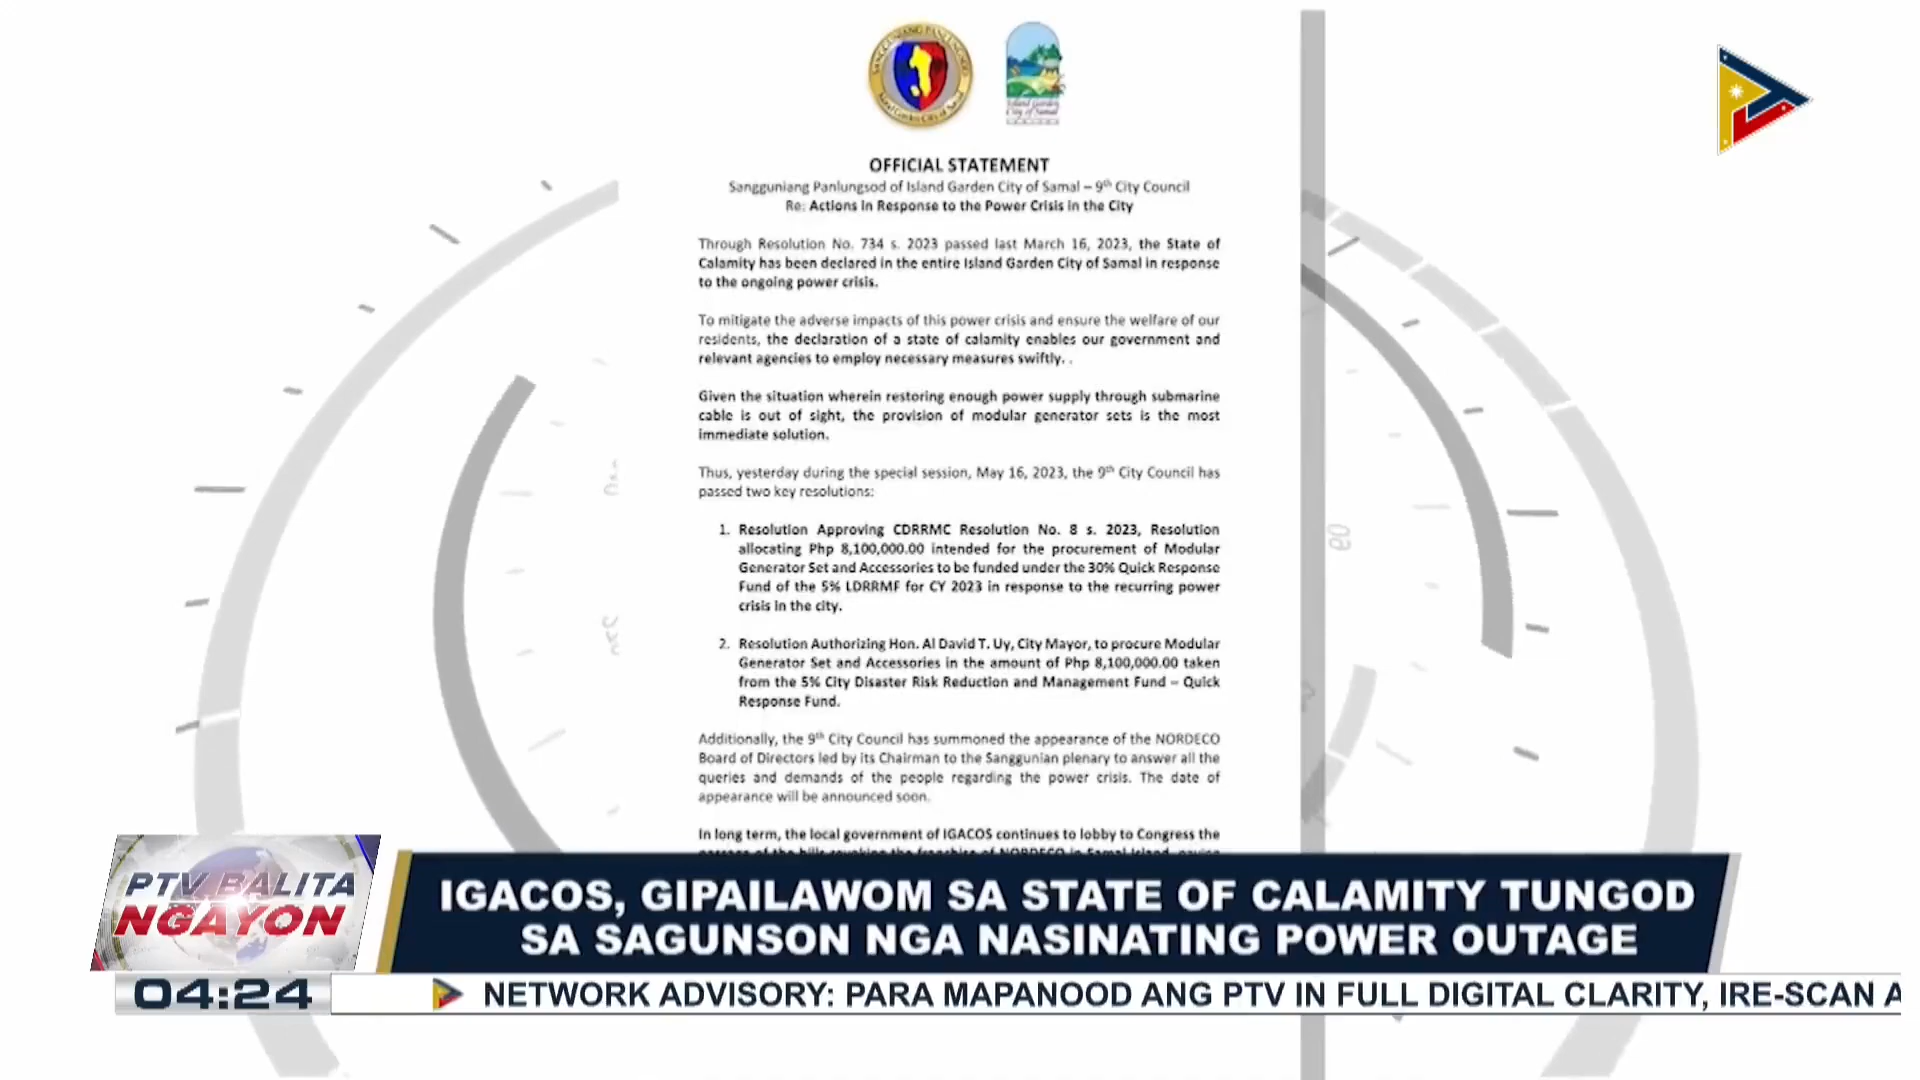 SANGGUNIANG PANLUNGSOD
Island Garden City of Samal
Island Garden
City of Samal
OFFICIAL STATEMENT
Sangguniang Panlungsod of Island Garden City of Samal – 9th City Council
Re: Actions in Response to the Power Crisis in the City
Through Resolution No. 734 s. 2023 passed last March 16, 2023, the State of
Calamity has been declared in the entire Island Garden City of Samal in response
to the ongoing power crisis.
To mitigate the adverse impacts of this power crisis and ensure the welfare of our
residents, the declaration of a state of calamity enables our government and
relevant agencies to employ necessary measures swiftly. .
Given the situation wherein restoring enough power supply through submarine
cable is out of sight, the provision of modular generator sets is the most
immediate solution.
Thus, yesterday during the special session, May 16, 2023, the 9th City Council has
passed two key resolutions:
1. Resolution Approving CDRRMC Resolution No. 8 s. 2023, Resolution
allocating Php 8,100,000.00 intended for the procurement of Modular
Generator Set and Accessories to be funded under the 30% Quick Response
Fund of the 5% LDRRMF for CY 2023 in response to the recurring power
crisis in the city.
2. Resolution Authorizing Hon. Al David T. Uy, City Mayor, to procure Modular
Generator Set and Accessories in the amount of Php 8,100,000.00 taken
from the 5% City Disaster Risk Reduction and Management Fund – Quick
Response Fund.
Additionally, the 9th City Council has summoned the appearance of the NORDECO
Board of Directors led by its Chairman to the Sanggunian plenary to answer all the
queries and demands of the people regarding the power crisis. The date of
appearance will be announced soon.
In long term, the local government of IGACOS continues to lobby to Congress the
PTV BALITA
NGAYON
IGACOS, GIPAILAWOM SA STATE OF CALAMITY TUNGOD
SA SAGUNSON NGA NASINATING POWER OUTAGE
04:24
NETWORK ADVISORY: PARA MAPANOOD ANG PTV IN FULL DIGITAL CLARITY, IRE-SCAN A